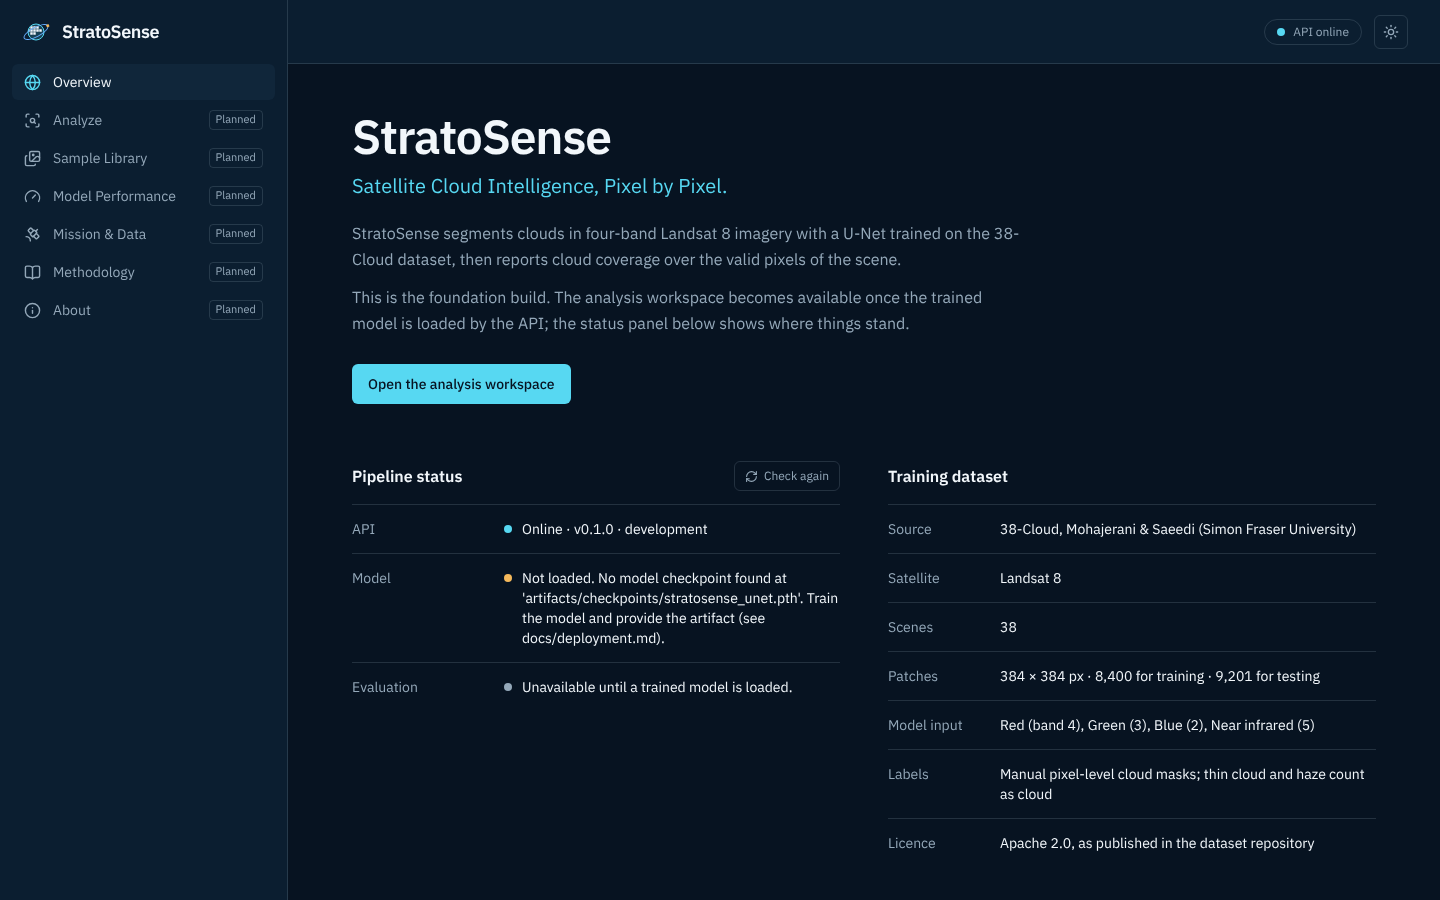 StratoSense
API online
Overview
Analyze
Planned
Sample Library
Planned
Model Performance
Planned
Mission & Data
Planned
Methodology
Planned
About
Planned
StratoSense
Satellite Cloud Intelligence, Pixel by Pixel.
StratoSense segments clouds in four-band Landsat 8 imagery with a U-Net trained on the 38-
Cloud dataset, then reports cloud coverage over the valid pixels of the scene.
This is the foundation build. The analysis workspace becomes available once the trained
model is loaded by the API; the status panel below shows where things stand.
Open the analysis workspace
Pipeline status
Check again
API
Online · v0.1.0 · development
Model
Not loaded. No model checkpoint found at
'artifacts/checkpoints/stratosense_unet.pth'. Train
the model and provide the artifact (see
docs/deployment.md).
Evaluation
Unavailable until a trained model is loaded.
Training dataset
Source
38-Cloud, Mohajerani & Saeedi (Simon Fraser University)
Satellite
Landsat 8
Scenes
38
Patches
384 × 384 px · 8,400 for training · 9,201 for testing
Model input
Red (band 4), Green (3), Blue (2), Near infrared (5)
Labels
Manual pixel-level cloud masks; thin cloud and haze count
as cloud
Licence
Apache 2.0, as published in the dataset repository